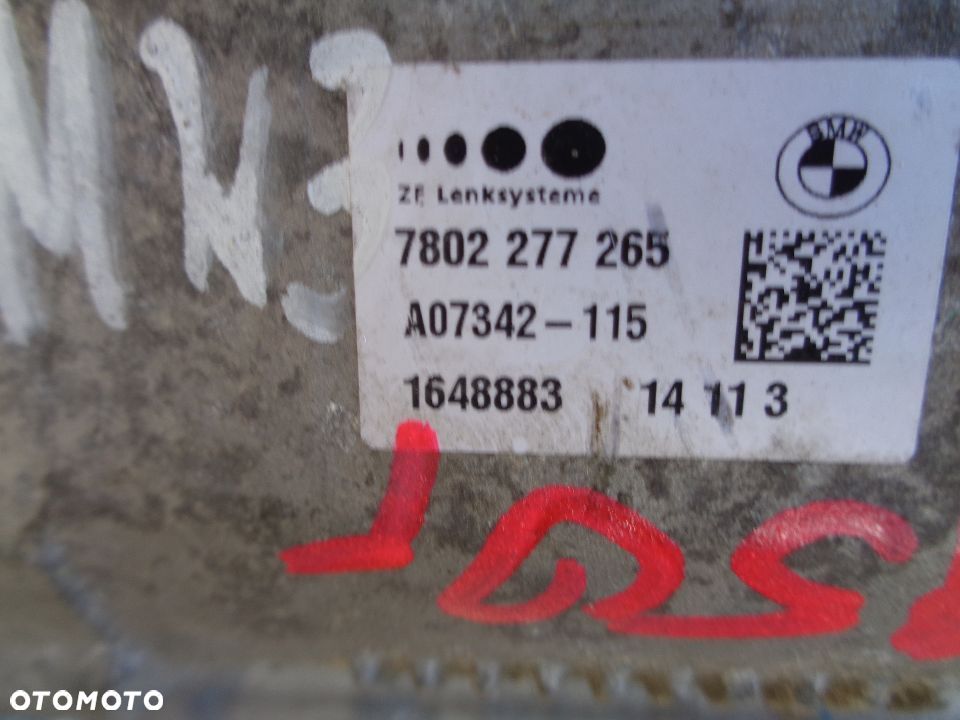 BMW
ZF Lenksysteme
7802 277 265
A07342-115
1648883 14 11 3
OTOMOTO